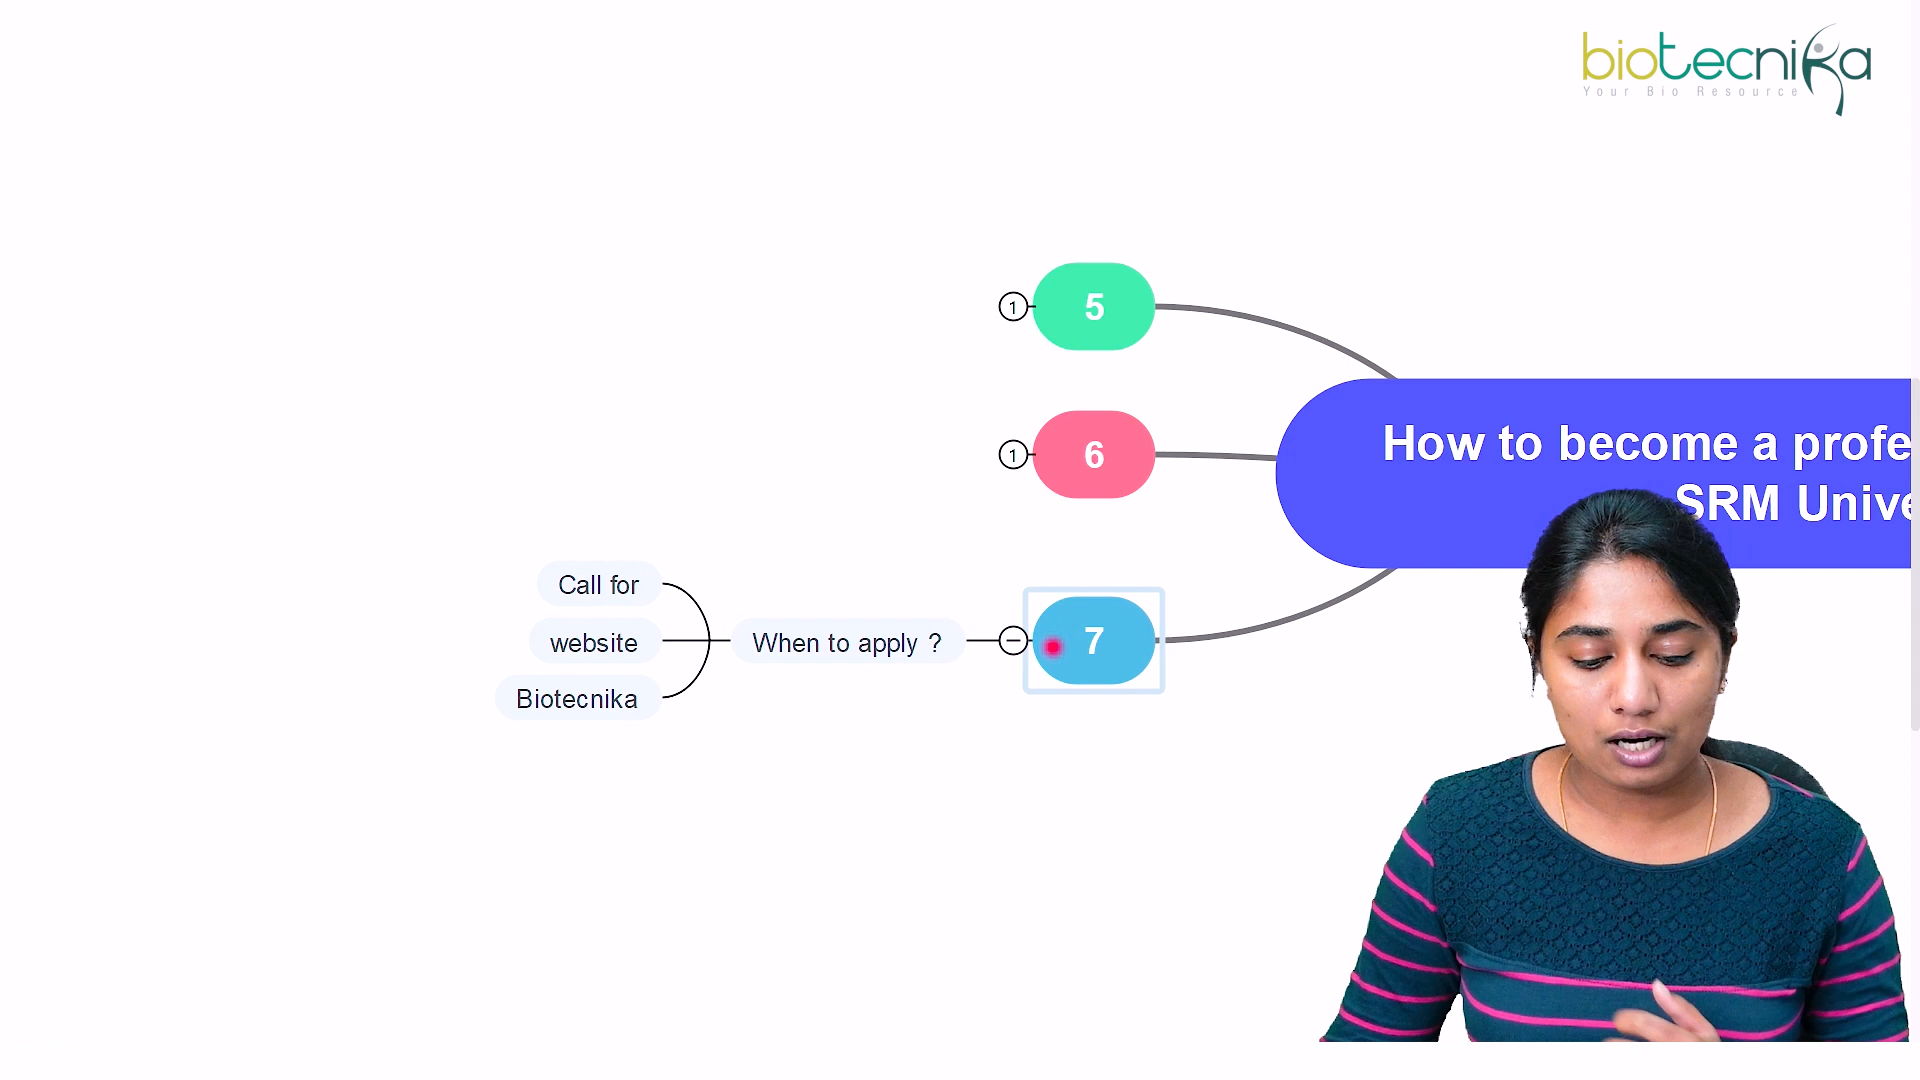 biotecnika
Your Bio Resource
1
5
1
6
How to become a profe
SRM Unive
Call for
website
Biotecnika
When to apply ?
7